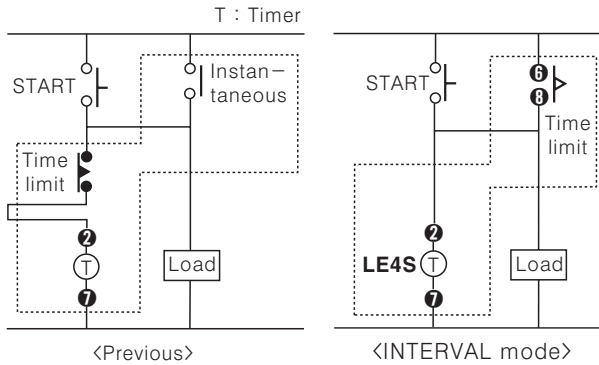 T : Timer
START
Instan-
taneous
Time
limit
2
T
7
Load
<Previous>
START
6
8
Time
limit
2
LE4S
T
7
Load
<INTERVAL mode>